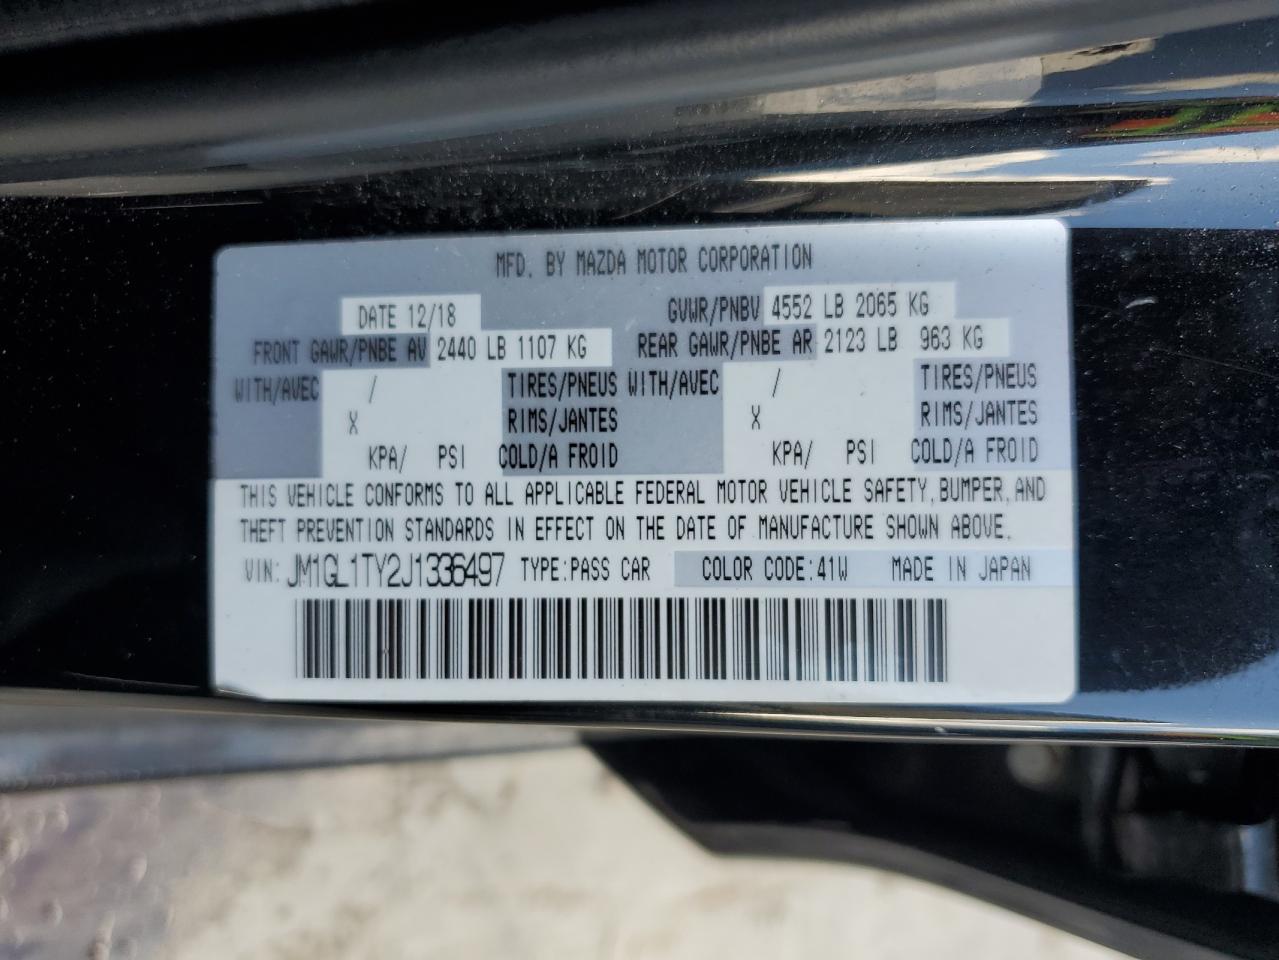 MFD. BY MAZDA MOTOR CORPORATION
DATE 12/18 GVWR/PNBV 4552 LB 2065 KG
FRONT GAWR/PNBE AV 2440 LB 1107 KG REAR GAWR/PNBE AR 2123 LB 963 KG
WITH/AVEC / TIRES/PNEUS WITH/AVEC / TIRES/PNEUS
X RIMS/JANTES X RIMS/JANTES
KPA/ PSI COLD/A FROID KPA/ PSI COLD/A FROID
THIS VEHICLE CONFORMS TO ALL APPLICABLE FEDERAL MOTOR VEHICLE SAFETY, BUMPER, AND
THEFT PREVENTION STANDARDS IN EFFECT ON THE DATE OF MANUFACTURE SHOWN ABOVE.
VIN: JM1GL1TY2J1336497 TYPE:PASS CAR COLOR CODE:41W MADE IN JAPAN